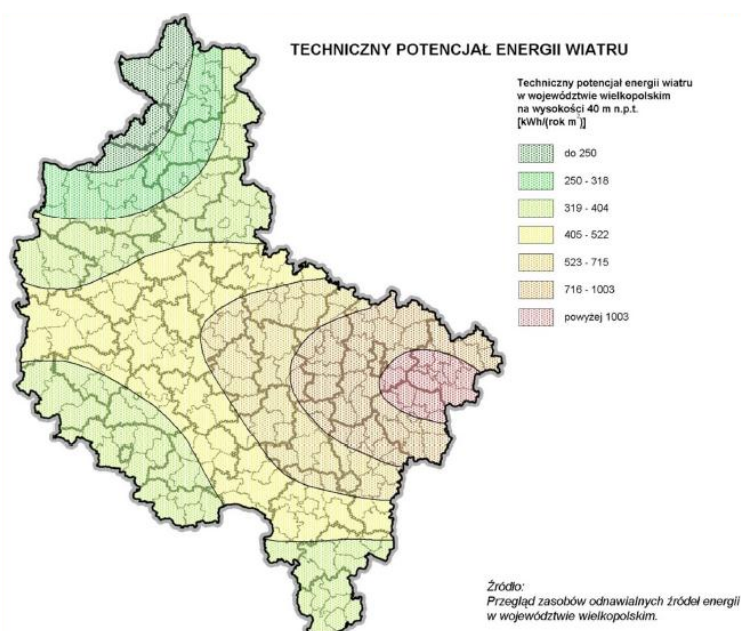 TECHNICZNY POTENCJAŁ ENERGII WIATRU
Techniczny potencjał energii wiatru
w województwie wielkopolskim
na wysokości 40 m n.p.t.
[kWh/(rok m²)]
do 250
250 - 318
319 - 404
405 - 522
523 - 715
716 - 1003
powyżej 1003
Źródło:
Przegląd zasobów odnawialnych źródeł energii
w województwie wielkopolskim.